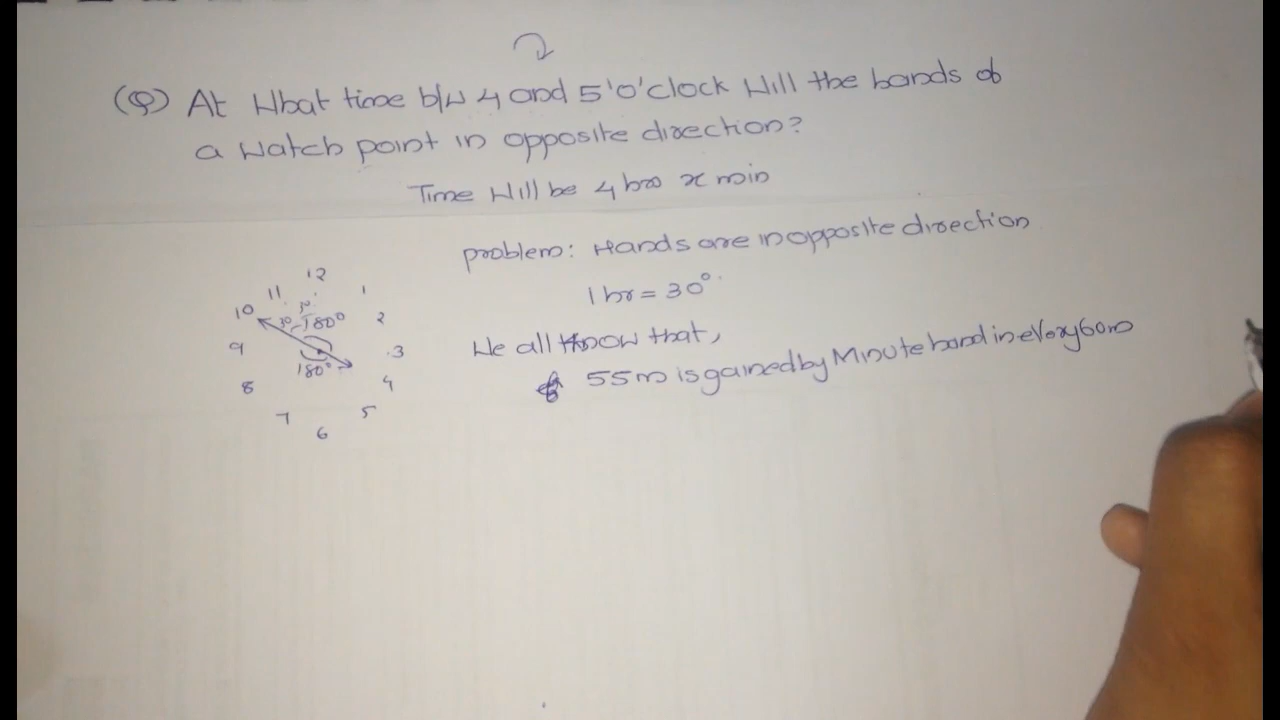 (Q) At What time b/w 4 and 5'o'clock Will the hands of
a watch point in opposite direction?
Time Will be 4 hrs x min
problem: Hands are in opposite direction
1 hr = 30°
We all know that,
55m is gained by Minute hand in every 60m
12
11
1
10
30
30
180°
2
9
3
180°
8
4
7
5
6